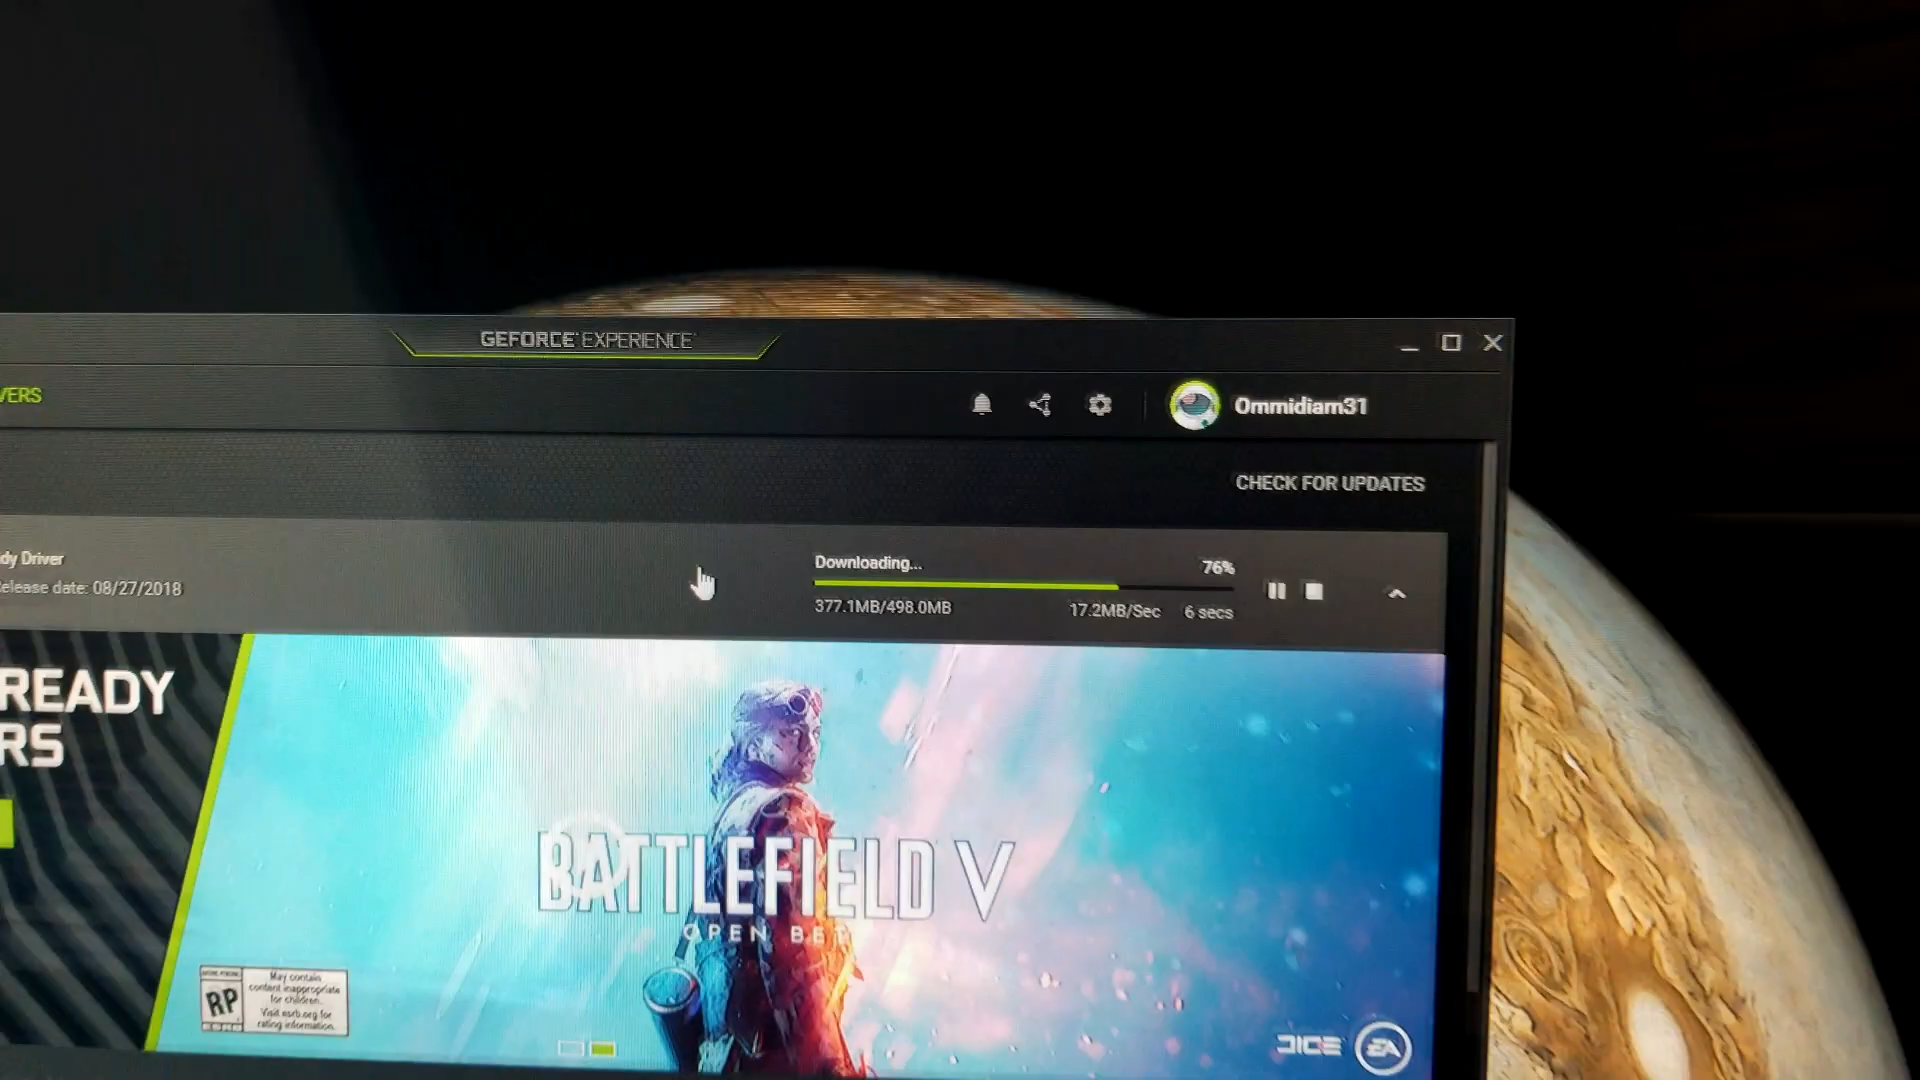 GEFORCE EXPERIENCE
VERS
Ommidiam31
CHECK FOR UPDATES
dy Driver
elease date: 08/27/2018
Downloading...
76%
377.1MB/498.0MB
17.2MB/Sec
6 secs
READY
RS
BATTLEFIELD V
OPEN BET
RP
ESRB
May contain
content inappropriate
for children.
Visit esrb.org for
rating information.
DICE
EA